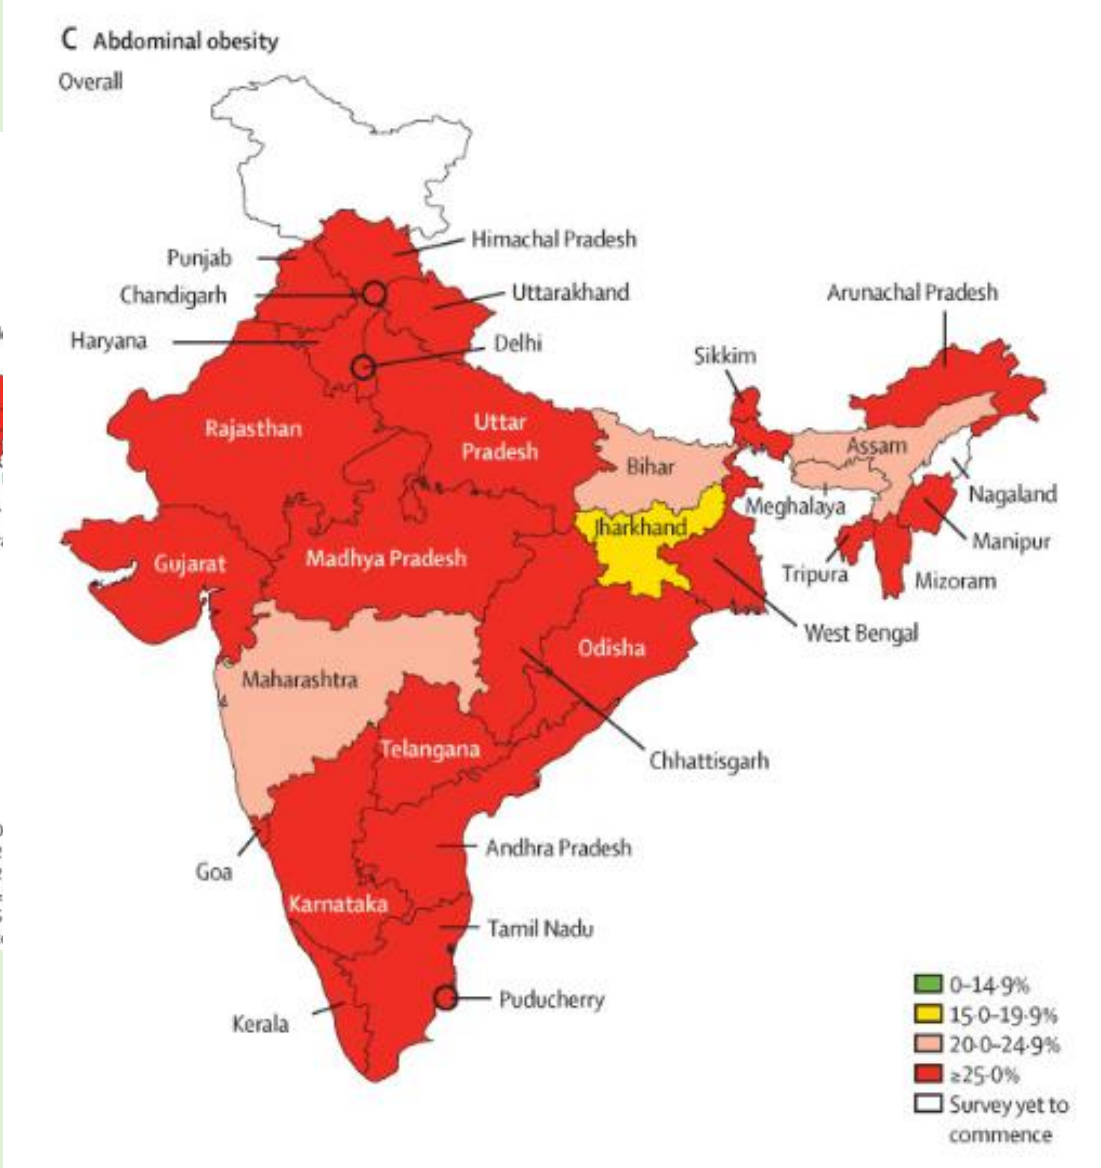 C Abdominal obesity
Overall
Himachal Pradesh
Punjab
Chandigarh
Uttarakhand
Arunachal Pradesh
Haryana
Delhi
Sikkim
Rajasthan
Uttar
Pradesh
Assam
Bihar
Nagaland
Meghalaya
Jharkhand
Manipur
Gujarat
Madhya Pradesh
Tripura
Mizoram
West Bengal
Odisha
Maharashtra
Telangana
Chhattisgarh
Andhra Pradesh
Goa
Karnataka
Tamil Nadu
Puducherry
Kerala
0–14·9%
15·0–19·9%
20·0–24·9%
≥25·0%
Survey yet to
commence